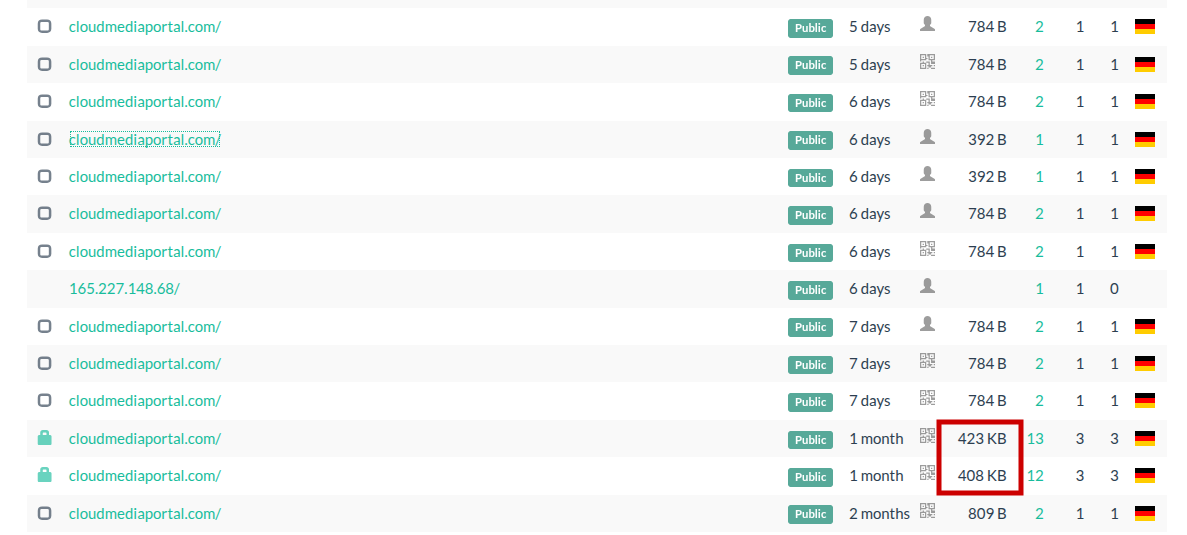 cloudmediaportal.com/ Public 5 days 784 B 2 1 1
cloudmediaportal.com/ Public 5 days 784 B 2 1 1
cloudmediaportal.com/ Public 6 days 784 B 2 1 1
cloudmediaportal.com/ Public 6 days 392 B 1 1 1
cloudmediaportal.com/ Public 6 days 392 B 1 1 1
cloudmediaportal.com/ Public 6 days 784 B 2 1 1
cloudmediaportal.com/ Public 6 days 784 B 2 1 1
165.227.148.68/ Public 6 days 1 1 0
cloudmediaportal.com/ Public 7 days 784 B 2 1 1
cloudmediaportal.com/ Public 7 days 784 B 2 1 1
cloudmediaportal.com/ Public 7 days 784 B 2 1 1
cloudmediaportal.com/ Public 1 month 423 KB 13 3 3
cloudmediaportal.com/ Public 1 month 408 KB 12 3 3
cloudmediaportal.com/ Public 2 months 809 B 2 1 1